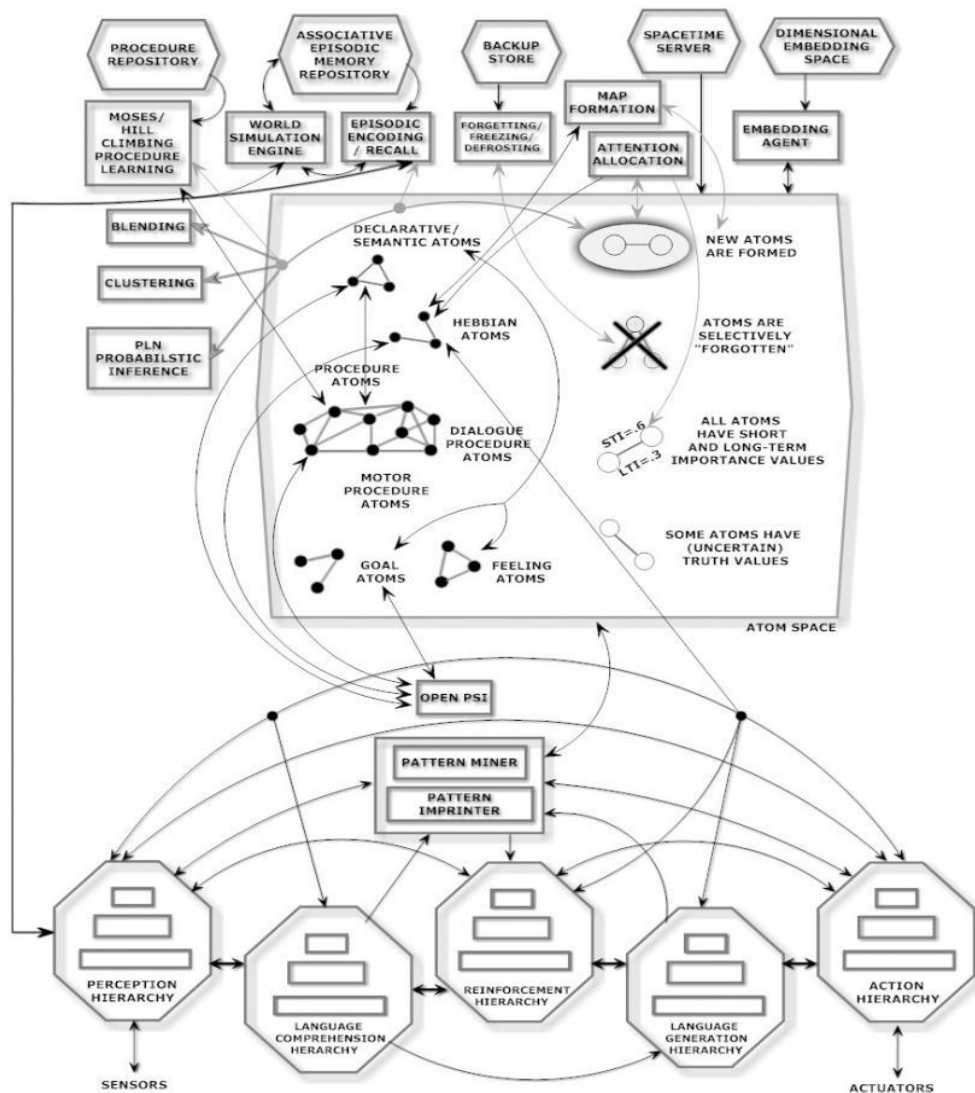 PROCEDURE
REPOSITORY
ASSOCIATIVE
EPISODIC
MEMORY
REPOSITORY
BACKUP
STORE
SPACETIME
SERVER
DIMENSIONAL
EMBEDDING
SPACE
MOSES/
HILL
CLIMBING
PROCEDURE
LEARNING
WORLD
SIMULATION
ENGINE
EPISODIC
ENCODING
/ RECALL
FORGETTING/
FREEZING/
DEFROSTING
MAP
FORMATION
ATTENTION
ALLOCATION
EMBEDDING
AGENT
BLENDING
CLUSTERING
PLN
PROBABILSTIC
INFERENCE
DECLARATIVE/
SEMANTIC ATOMS
HEBBIAN
ATOMS
PROCEDURE
ATOMS
DIALOGUE
PROCEDURE
ATOMS
MOTOR
PROCEDURE
ATOMS
GOAL
ATOMS
FEELING
ATOMS
NEW ATOMS
ARE FORMED
ATOMS ARE
SELECTIVELY
"FORGOTTEN"
STI=.6
LTI=.3
ALL ATOMS
HAVE SHORT
AND LONG-TERM
IMPORTANCE VALUES
SOME ATOMS HAVE
(UNCERTAIN)
TRUTH VALUES
ATOM SPACE
OPEN PSI
PATTERN MINER
PATTERN
IMPRINTER
PERCEPTION
HIERARCHY
LANGUAGE
COMPREHENSION
HERARCHY
REINFORCEMENT
HIERARCHY
LANGUAGE
GENERATION
HIERARCHY
ACTION
HIERARCHY
SENSORS
ACTUATORS